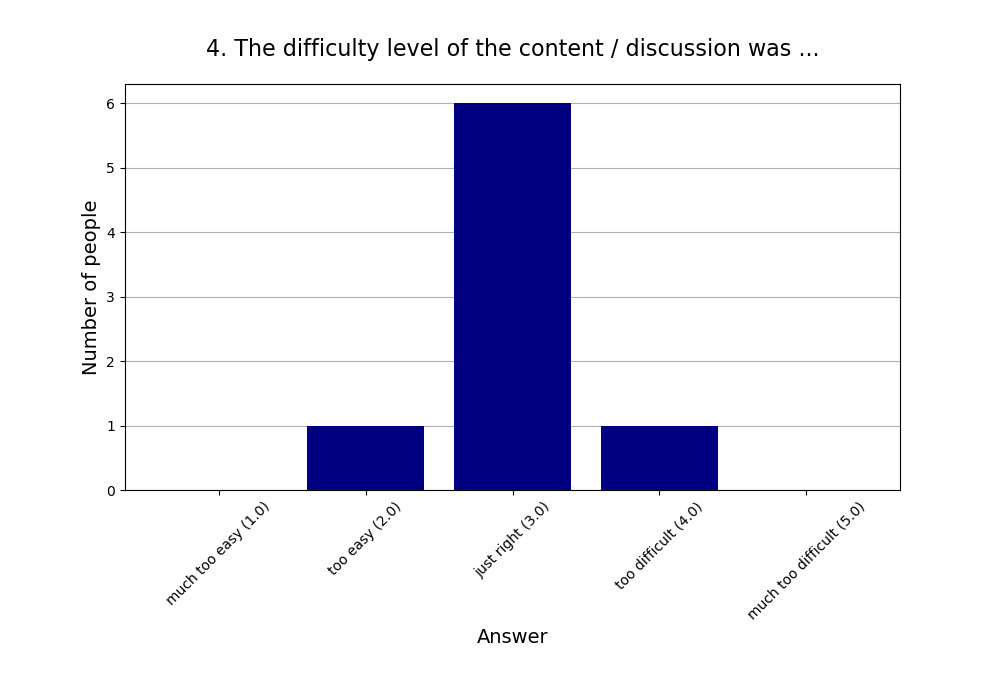 4. The difficulty level of the content / discussion was ...
Number of people
6
5
4
3
2
1
0
much too easy (1.0)
too easy (2.0)
just right (3.0)
too difficult (4.0)
much too difficult (5.0)
Answer